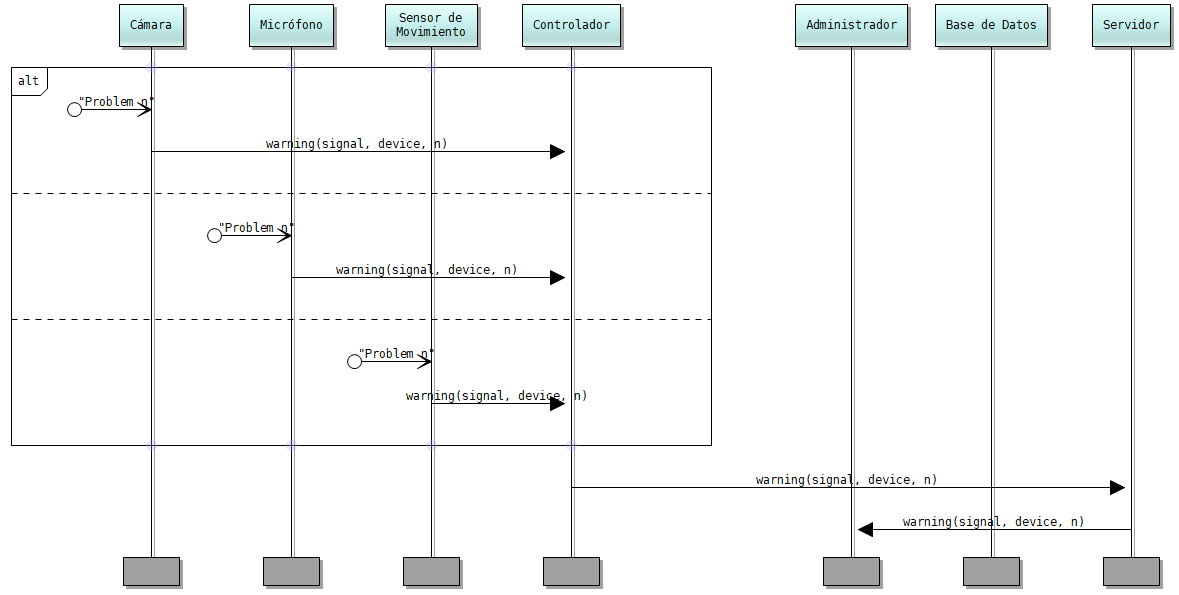 Cámara
Micrófono
Sensor de
Movimiento
Controlador
Administrador
Base de Datos
Servidor
alt
"Problem n"
warning(signal, device, n)
"Problem n"
warning(signal, device, n)
"Problem n"
warning(signal, device, n)
warning(signal, device, n)
warning(signal, device, n)